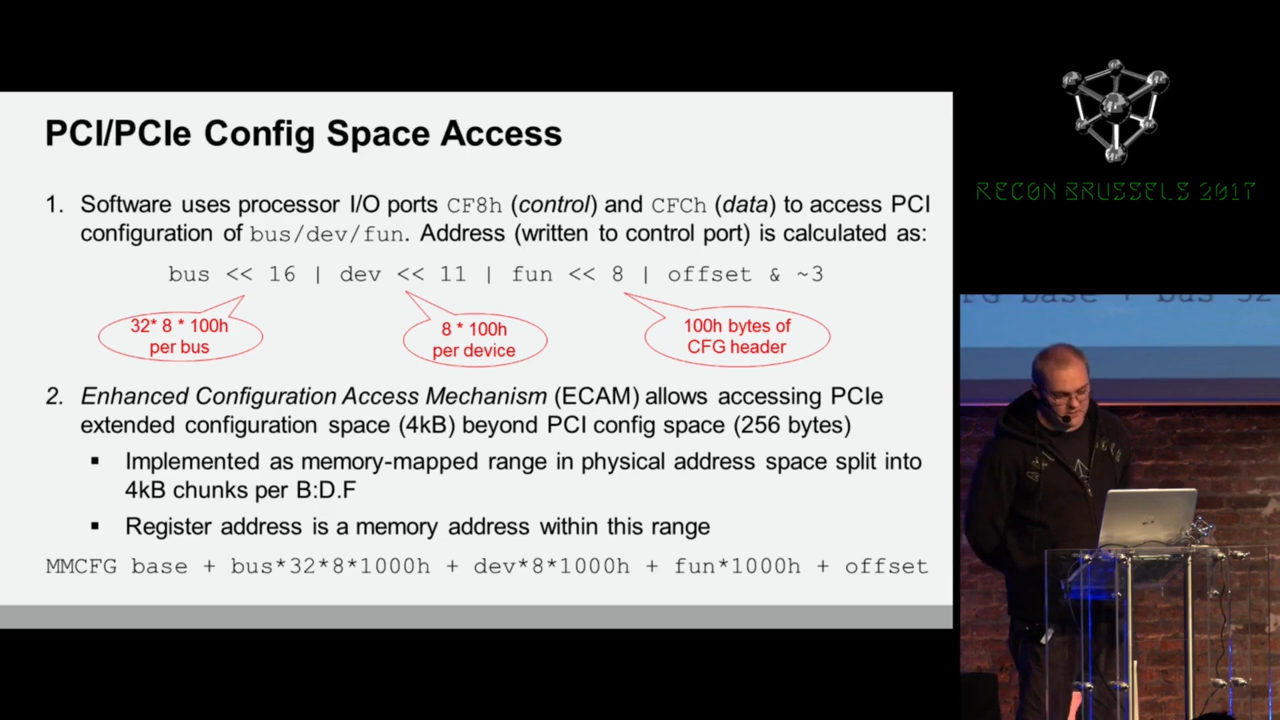 PCI/PCIe Config Space Access
1. Software uses processor I/O ports CF8h (control) and CFCh (data) to access PCI
configuration of bus/dev/fun. Address (written to control port) is calculated as:
bus << 16 | dev << 11 | fun << 8 | offset & ~3
32* 8 * 100h
per bus
8 * 100h
per device
100h bytes of
CFG header
2. Enhanced Configuration Access Mechanism (ECAM) allows accessing PCIe
extended configuration space (4kB) beyond PCI config space (256 bytes)
▪ Implemented as memory-mapped range in physical address space split into
4kB chunks per B:D.F
▪ Register address is a memory address within this range
MMCFG base + bus*32*8*1000h + dev*8*1000h + fun*1000h + offset
RECON BRUSSELS 2017